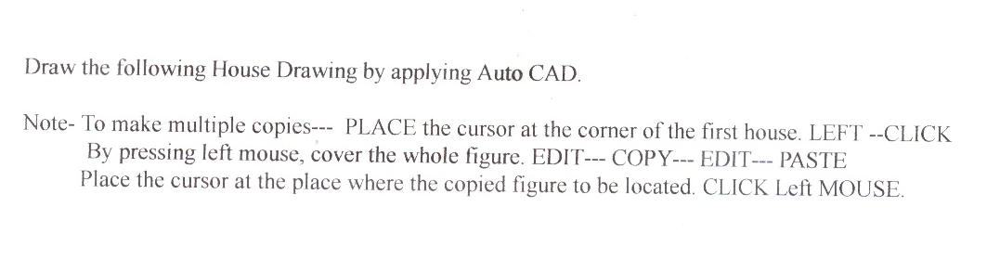 Draw the following House Drawing by applying Auto CAD.
Note- To make multiple copies--- PLACE the cursor at the corner of the first house. LEFT --CLICK
By pressing left mouse, cover the whole figure. EDIT--- COPY--- EDIT--- PASTE
Place the cursor at the place where the copied figure to be located. CLICK Left MOUSE.